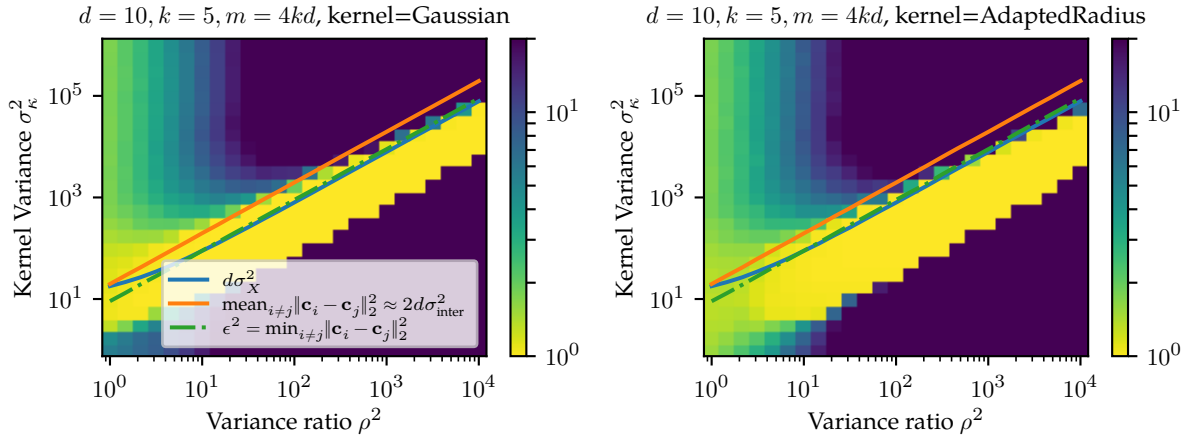 d = 10, k = 5, m = 4kd, kernel=Gaussian
Kernel Variance σ²_κ
10⁵
10³
10¹
10⁰ 10¹ 10² 10³ 10⁴
Variance ratio ρ²
dσ²_X
mean_{i≠j}‖c_i − c_j‖²₂ ≈ 2dσ²_inter
ϵ² = min_{i≠j}‖c_i − c_j‖²₂
10¹
10⁰
d = 10, k = 5, m = 4kd, kernel=AdaptedRadius
Kernel Variance σ²_κ
10⁵
10³
10¹
10⁰ 10¹ 10² 10³ 10⁴
Variance ratio ρ²
10¹
10⁰